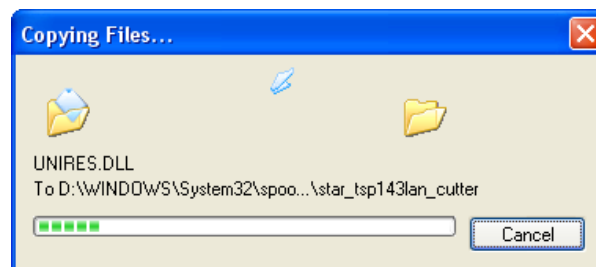 Copying Files...
UNIRES.DLL
To D:\WINDOWS\System32\spoo...\star_tsp143lan_cutter
Cancel